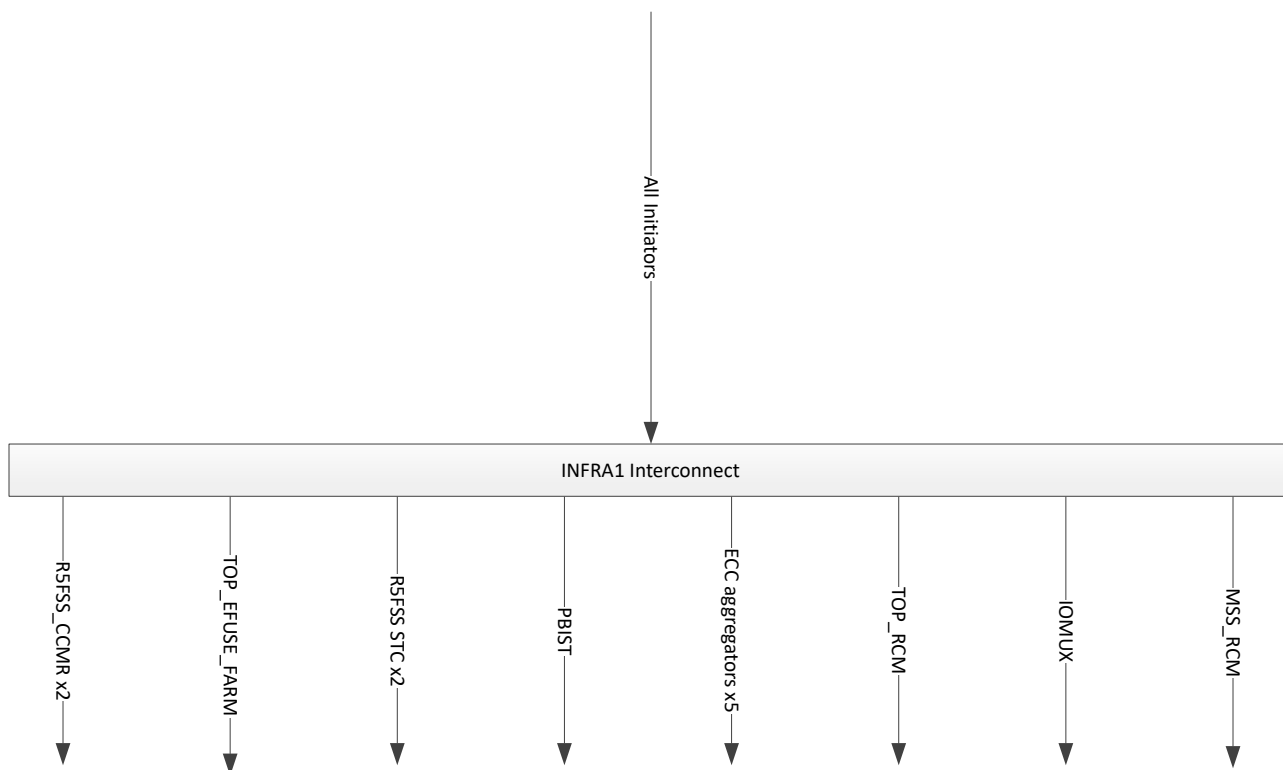 All Initiators
INFRA1 Interconnect
R5FSS_CCMR x2
TOP_EFUSE_FARM
R5FSS STC x2
PBIST
ECC aggregators x5
TOP_RCM
IOMUX
MSS_RCM